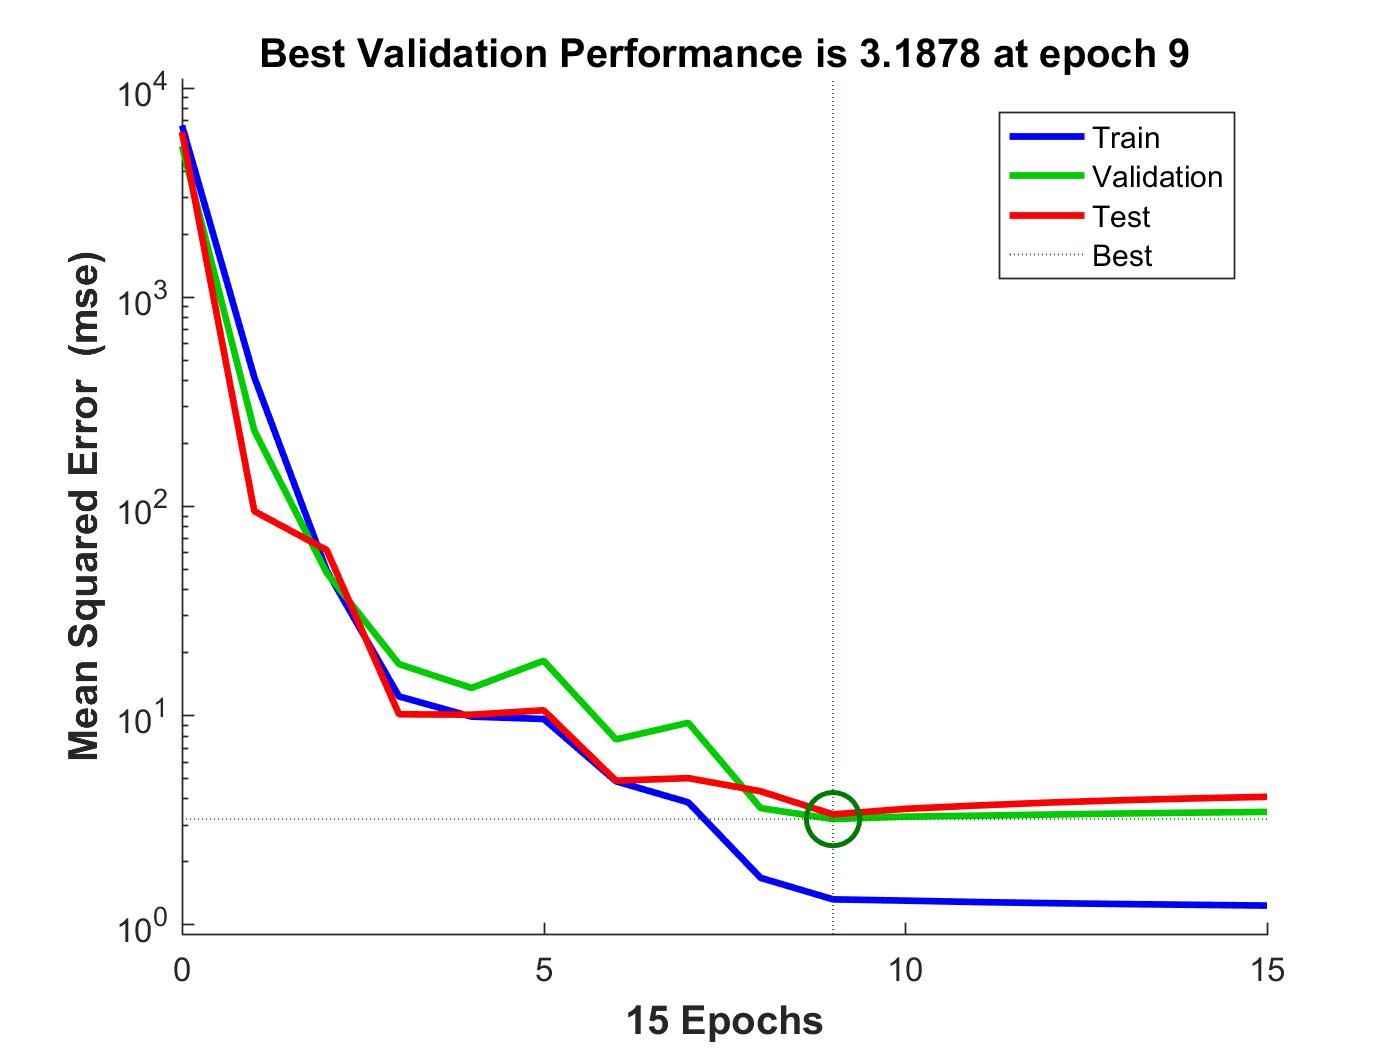 Best Validation Performance is 3.1878 at epoch 9
Mean Squared Error (mse)
10^4
10^3
10^2
10^1
10^0
Train
Validation
Test
Best
0 5 10 15
15 Epochs